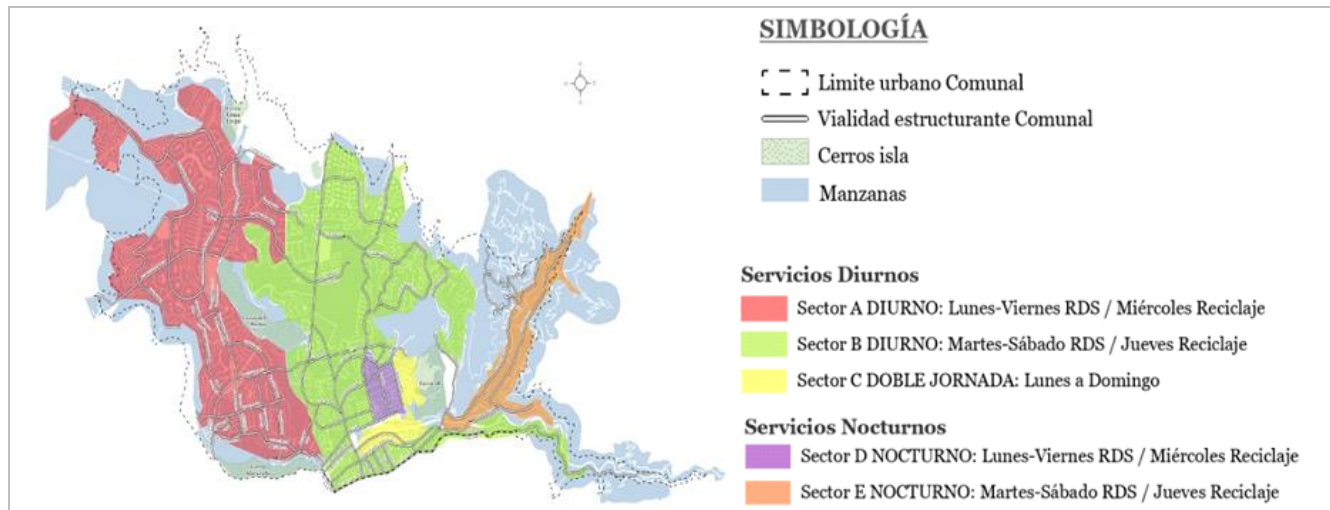 SIMBOLOGÍA
Limite urbano Comunal
Vialidad estructurante Comunal
Cerros isla
Manzanas
Servicios Diurnos
Sector A DIURNO: Lunes-Viernes RDS / Miércoles Reciclaje
Sector B DIURNO: Martes-Sábado RDS / Jueves Reciclaje
Sector C DOBLE JORNADA: Lunes a Domingo
Servicios Nocturnos
Sector D NOCTURNO: Lunes-Viernes RDS / Miércoles Reciclaje
Sector E NOCTURNO: Martes-Sábado RDS / Jueves Reciclaje